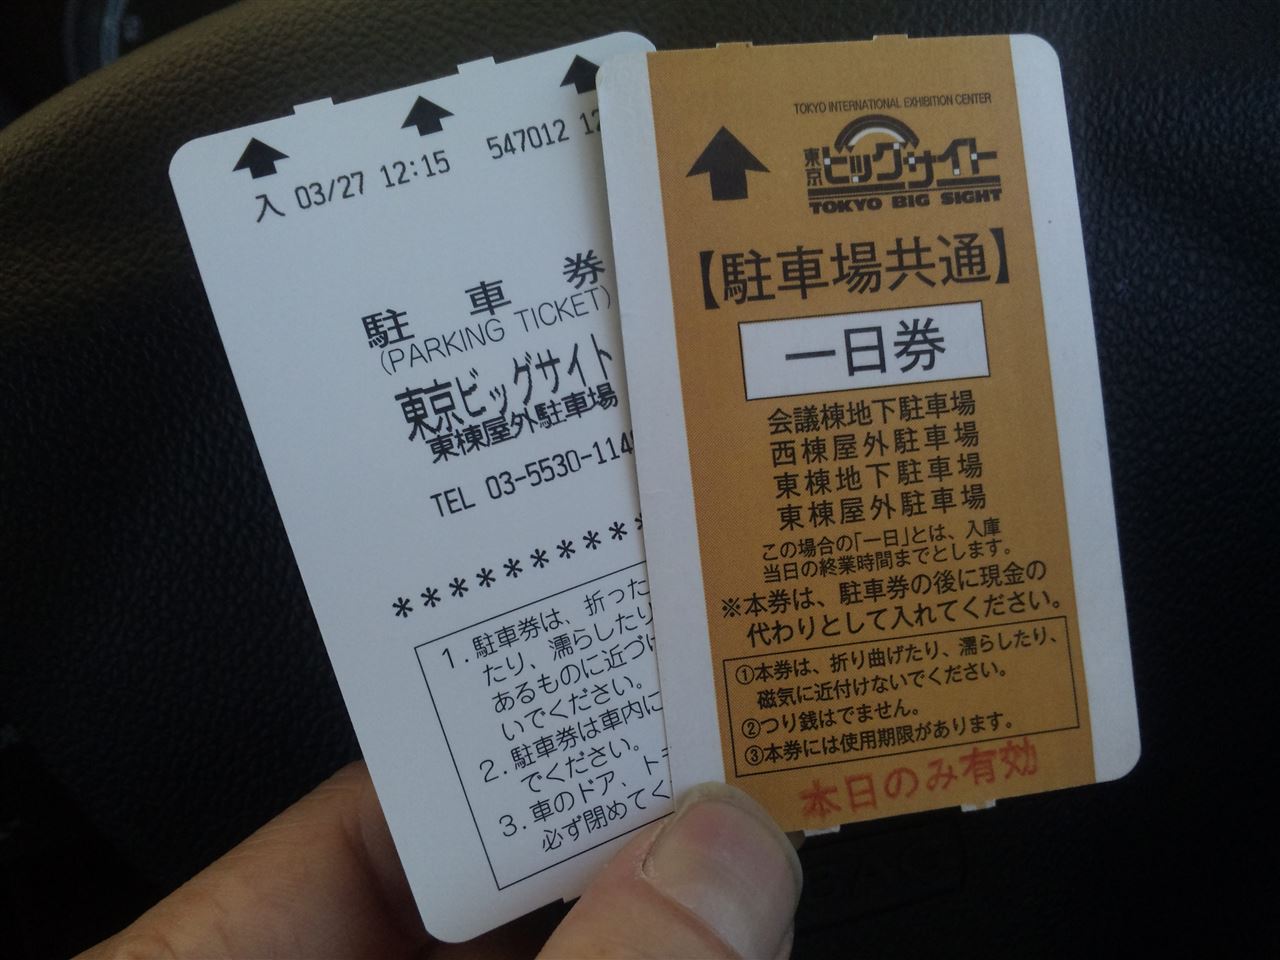 入 03/27 12:15 547012
駐車券
(PARKING TICKET)
東京ビッグサイト
東棟屋外駐車場
TEL 03-5530-114
**********
1. 駐車券は、折った
たり、濡らしたり
あるものに近づけ
いでください。
2. 駐車券は車内に
でください。
3. 車のドア、ト
必ず閉めてく
TOKYO INTERNATIONAL EXHIBITION CENTER
東京ビッグサイト
TOKYO BIG SIGHT
【駐車場共通】
一日券
会議棟地下駐車場
西棟屋外駐車場
東棟地下駐車場
東棟屋外駐車場
この場合の「一日」とは、入庫
当日の終業時間までとします。
※本券は、駐車券の後に現金の
代わりとして入れてください。
①本券は、折り曲げたり、濡らしたり、
磁気に近付けないでください。
②つり銭はでません。
③本券には使用期限があります。
本日のみ有効